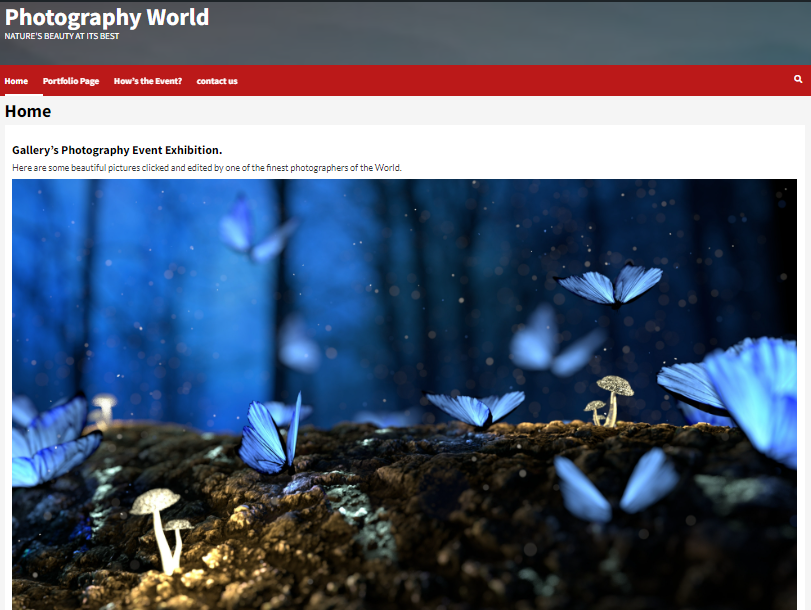 Photography World
NATURE'S BEAUTY AT ITS BEST
Home Portfolio Page How's the Event? contact us
Home
Gallery's Photography Event Exhibition.
Here are some beautiful pictures clicked and edited by one of the finest photographers of the World.